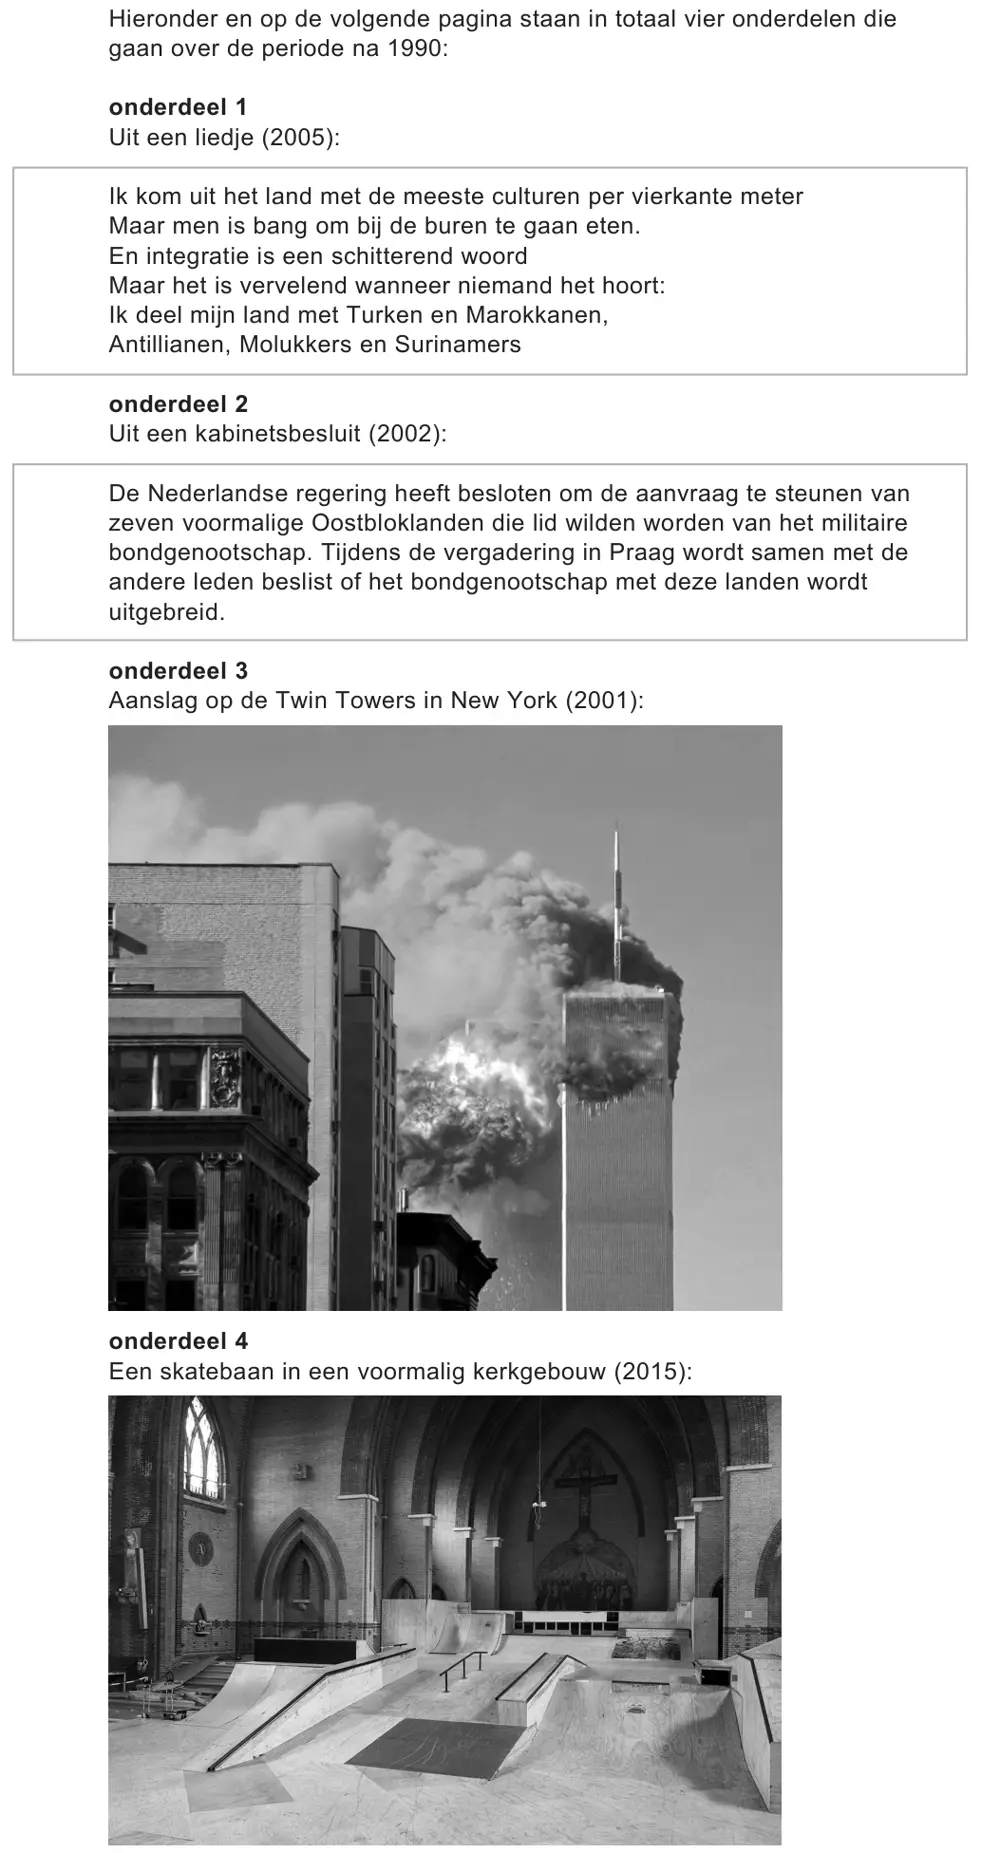 Hieronder en op de volgende pagina staan in totaal vier onderdelen die
gaan over de periode na 1990:
onderdeel 1
Uit een liedje (2005):
Ik kom uit het land met de meeste culturen per vierkante meter
Maar men is bang om bij de buren te gaan eten.
En integratie is een schitterend woord
Maar het is vervelend wanneer niemand het hoort:
Ik deel mijn land met Turken en Marokkanen,
Antillianen, Molukkers en Surinamers
onderdeel 2
Uit een kabinetsbesluit (2002):
De Nederlandse regering heeft besloten om de aanvraag te steunen van
zeven voormalige Oostbloklanden die lid wilden worden van het militaire
bondgenootschap. Tijdens de vergadering in Praag wordt samen met de
andere leden beslist of het bondgenootschap met deze landen wordt
uitgebreid.
onderdeel 3
Aanslag op de Twin Towers in New York (2001):
onderdeel 4
Een skatebaan in een voormalig kerkgebouw (2015):